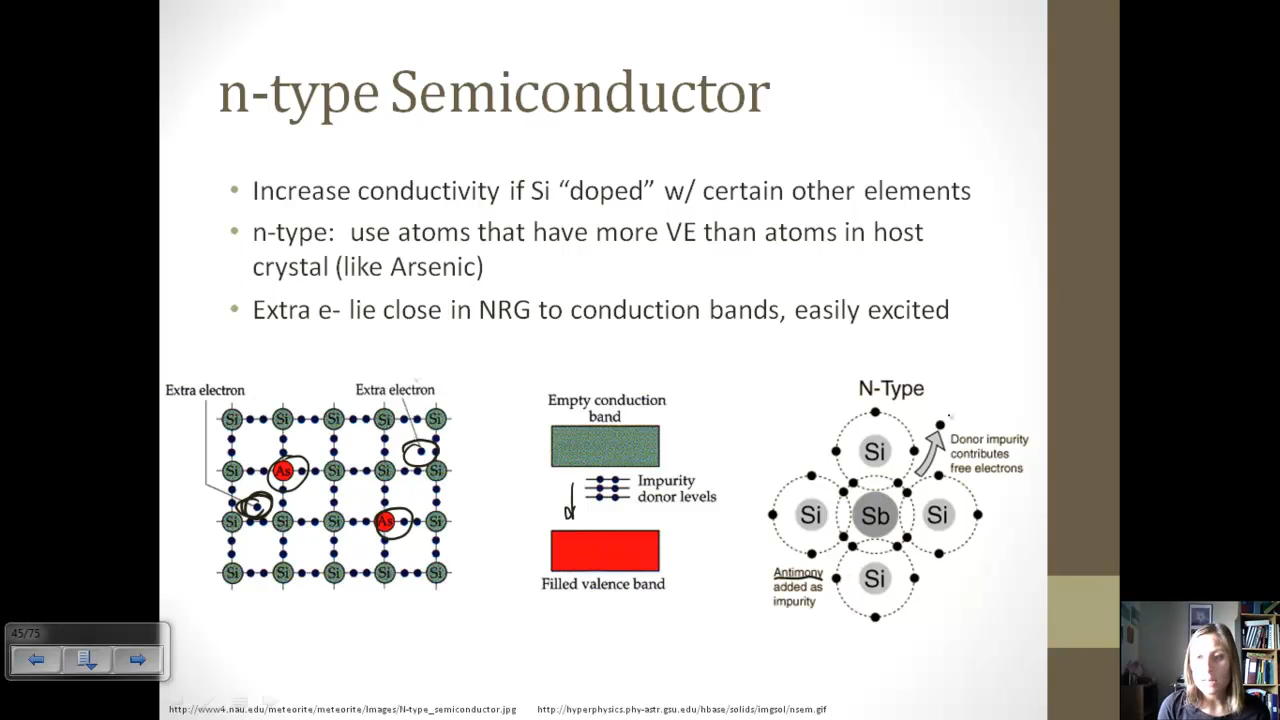 n-type Semiconductor
• Increase conductivity if Si “doped” w/ certain other elements
• n-type: use atoms that have more VE than atoms in host
crystal (like Arsenic)
• Extra e- lie close in NRG to conduction bands, easily excited
Extra electron
Extra electron
Si Si Si Si Si
Si As Si Si Si
Si Si Si As Si
Si Si Si Si Si
Empty conduction
band
Impurity
donor levels
Filled valence band
N-Type
Si
Donor impurity
contributes
free electrons
Si Sb Si
Antimony
added as
impurity
Si
45/75
http://www4.nau.edu/meteorite/meteorite/Images/N-type_semiconductor.jpg
http://hyperphysics.phy-astr.gsu.edu/hbase/solids/imgsol/nsem.gif